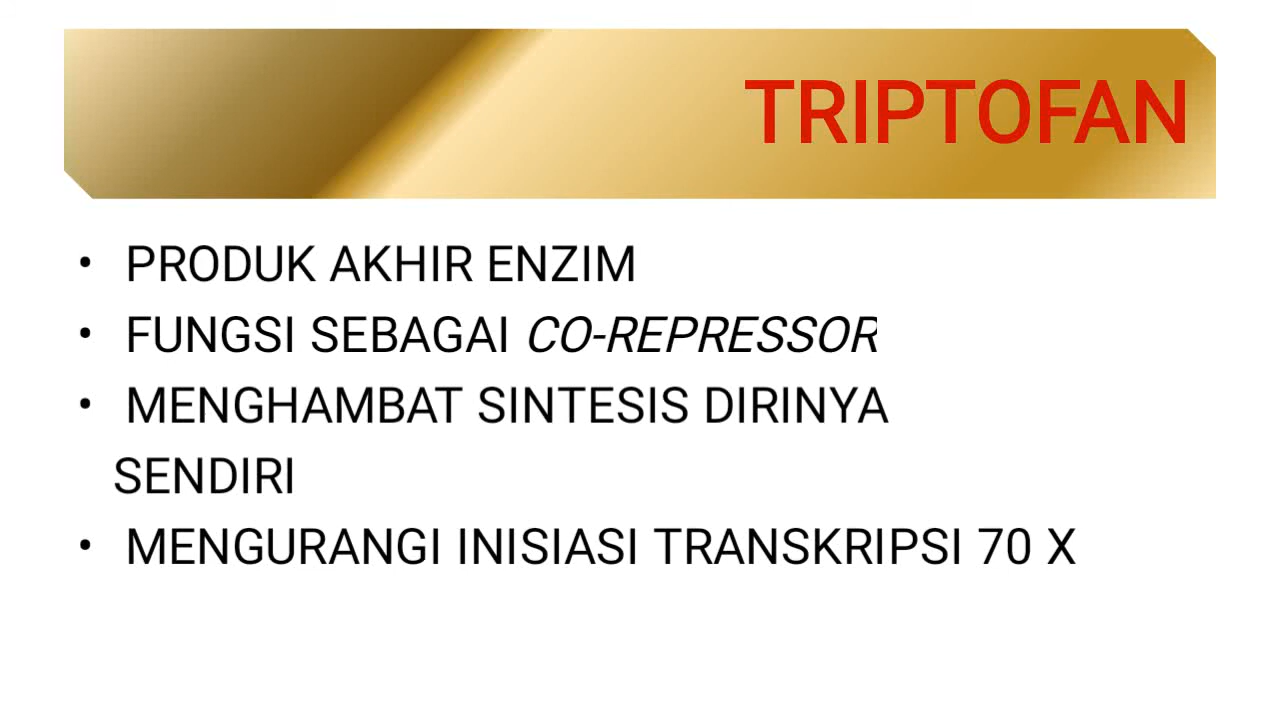 TRIPTOFAN
• PRODUK AKHIR ENZIM
• FUNGSI SEBAGAI CO-REPRESSOR
• MENGHAMBAT SINTESIS DIRINYA
SENDIRI
• MENGURANGI INISIASI TRANSKRIPSI 70 X